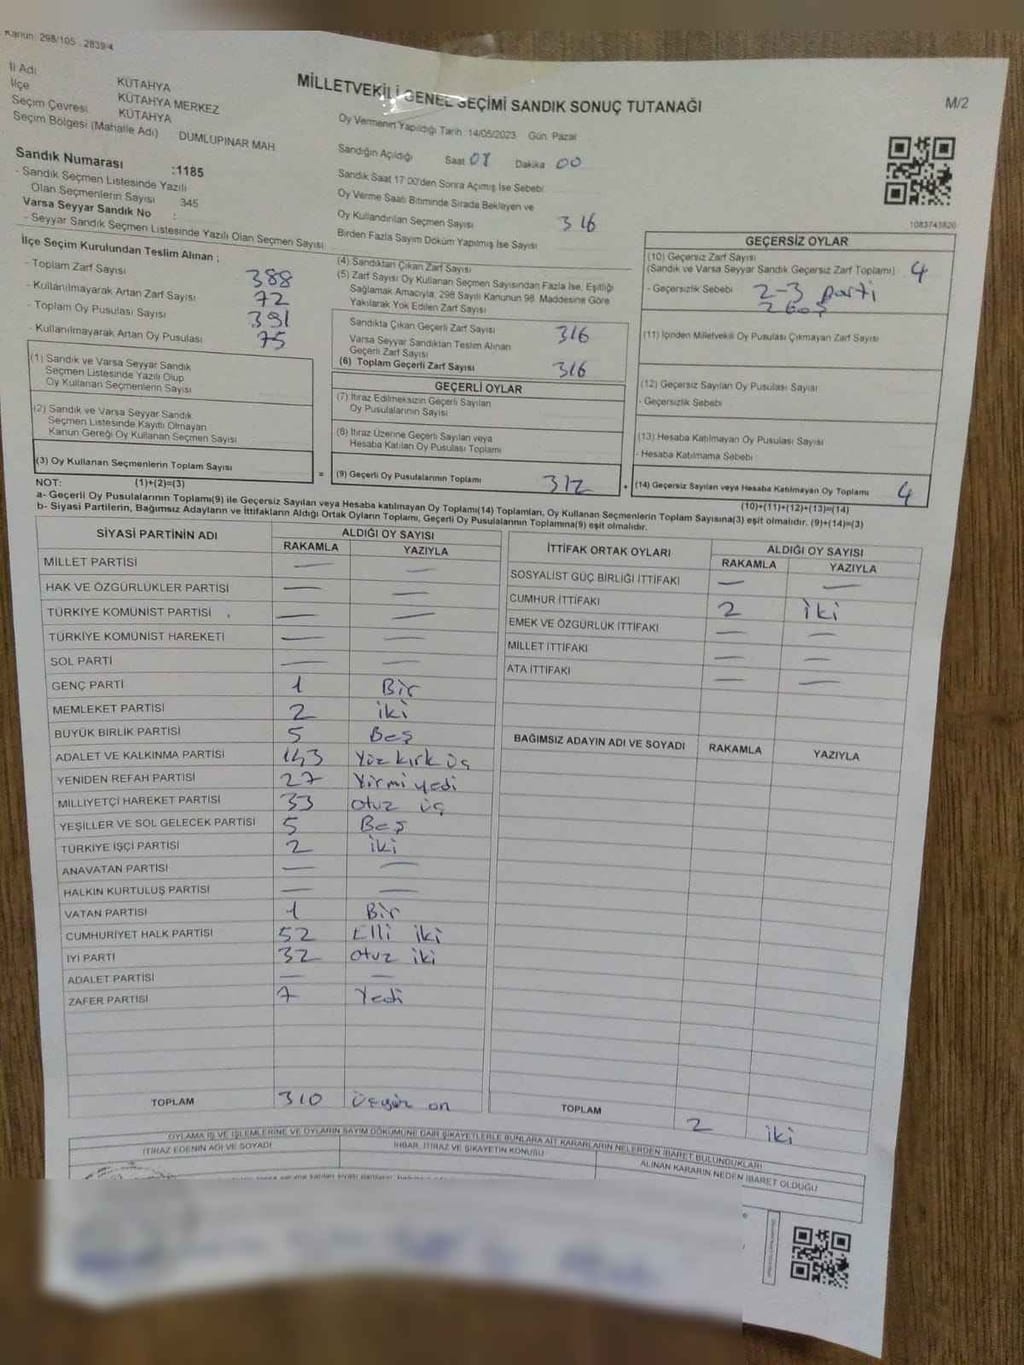 Kanun: 298/105 , 2839/4
İl Adı KÜTAHYA
İlçe KÜTAHYA MERKEZ
Seçim Çevresi KÜTAHYA
Seçim Bölgesi (Mahalle Adı) DUMLUPINAR MAH
MİLLETVEKİLİ GENEL SEÇİMİ SANDIK SONUÇ TUTANAĞI
M/2
Oy Vermenin Yapıldığı Tarih: 14/05/2023 Gün: Pazar
Sandığın Açıldığı Saat 08 Dakika 00
Sandık Saat 17:00'den Sonra Açılmış İse Sebebi
Oy Verme Saati Bitiminde Sırada Bekleyen ve
Oy Kullandırılan Seçmen Sayısı 316
Birden Fazla Sayım Döküm Yapılmış İse Sayısı
Sandık Numarası :1185
- Sandık Seçmen Listesinde Yazılı
Olan Seçmenlerin Sayısı 345
Varsa Seyyar Sandık No :
- Seyyar Sandık Seçmen Listesinde Yazılı Olan Seçmen Sayısı
İlçe Seçim Kurulundan Teslim Alınan ;
- Toplam Zarf Sayısı 388
- Kullanılmayarak Artan Zarf Sayısı 72
- Toplam Oy Pusulası Sayısı 391
- Kullanılmayarak Artan Oy Pusulası 75
(1) Sandık ve Varsa Seyyar Sandık
Seçmen Listesinde Yazılı Olup
Oy Kullanan Seçmenlerin Sayısı
(2) Sandık ve Varsa Seyyar Sandık
Seçmen Listesinde Kayıtlı Olmayan
Kanun Gereği Oy Kullanan Seçmen Sayısı
(3) Oy Kullanan Seçmenlerin Toplam Sayısı
(4) Sandıktan Çıkan Zarf Sayısı
(5) Zarf Sayısı Oy Kullanan Seçmen Sayısından Fazla İse, Eşitliği
Sağlamak Amacıyla, 298 Sayılı Kanunun 98. Maddesine Göre
Yakılarak Yok Edilen Zarf Sayısı
Sandıkta Çıkan Geçerli Zarf Sayısı 316
Varsa Seyyar Sandıktan Teslim Alınan
Geçerli Zarf Sayısı
(6) Toplam Geçerli Zarf Sayısı 316
GEÇERLİ OYLAR
(7) İtiraz Edilmeksizin Geçerli Sayılan
Oy Pusulalarının Sayısı
(8) İtiraz Üzerine Geçerli Sayılan veya
Hesaba Katılan Oy Pusulası Toplamı
= (9) Geçerli Oy Pusulalarının Toplamı 312 +
1083743820
GEÇERSİZ OYLAR
(10) Geçersiz Zarf Sayısı
(Sandık ve Varsa Seyyar Sandık Geçersiz Zarf Toplamı) 4
- Geçersizlik Sebebi 2-3 parti
2 Boş
(11) İçinden Milletvekili Oy Pusulası Çıkmayan Zarf Sayısı
(12) Geçersiz Sayılan Oy Pusulası Sayısı
- Geçersizlik Sebebi
(13) Hesaba Katılmayan Oy Pusulası Sayısı
- Hesaba Katılmama Sebebi :
(14) Geçersiz Sayılan veya Hesaba Katılmayan Oy Toplamı 4
NOT: (1)+(2)=(3)
(10)+(11)+(12)+(13)=(14)
a- Geçerli Oy Pusulalarının Toplamı(9) ile Geçersiz Sayılan veya Hesaba katılmayan Oy Toplamı(14) Toplamları, Oy Kullanan Seçmenlerin Toplam Sayısına(3) eşit olmalıdır. (9)+(14)=(3)
b- Siyasi Partilerin, Bağımsız Adayların ve İttifakların Aldığı Ortak Oyların Toplamı, Geçerli Oy Pusulalarının Toplamına(9) eşit olmalıdır.
SİYASİ PARTİNİN ADI ALDIĞI OY SAYISI
RAKAMLA YAZIYLA
MİLLET PARTİSİ — —
HAK VE ÖZGÜRLÜKLER PARTİSİ — —
TÜRKİYE KOMÜNİST PARTİSİ — —
TÜRKİYE KOMÜNİST HAREKETİ — —
SOL PARTİ — —
GENÇ PARTİ 1 Bir
MEMLEKET PARTİSİ 2 iki
BÜYÜK BİRLİK PARTİSİ 5 Beş
ADALET VE KALKINMA PARTİSİ 143 Yüz kırk üç
YENİDEN REFAH PARTİSİ 27 Yirmi yedi
MİLLİYETÇİ HAREKET PARTİSİ 33 otuz üç
YEŞİLLER VE SOL GELECEK PARTİSİ 5 Beş
TÜRKİYE İŞÇİ PARTİSİ 2 iki
ANAVATAN PARTİSİ — —
HALKIN KURTULUŞ PARTİSİ — —
VATAN PARTİSİ 1 Bir
CUMHURİYET HALK PARTİSİ 52 Elli iki
İYİ PARTİ 32 otuz iki
ADALET PARTİSİ — —
ZAFER PARTİSİ 7 Yedi
TOPLAM 310 üçyüz on
İTTİFAK ORTAK OYLARI ALDIĞI OY SAYISI
RAKAMLA YAZIYLA
SOSYALİST GÜÇ BİRLİĞİ İTTİFAKI — —
CUMHUR İTTİFAKI 2 iki
EMEK VE ÖZGÜRLÜK İTTİFAKI — —
MİLLET İTTİFAKI — —
ATA İTTİFAKI — —
BAĞIMSIZ ADAYIN ADI VE SOYADI RAKAMLA YAZIYLA
TOPLAM 2 iki
OYLAMA İŞ VE İŞLEMLERİNE VE OYLARIN SAYIM DÖKÜMÜNE DAİR ŞİKAYETLERLE BUNLARA AİT KARARLARIN NELERDEN İBARET BULUNDUKLARI
İTİRAZ EDENİN ADI VE SOYADI İHBAR, İTİRAZ VE ŞİKAYETİN KONUSU ALINAN KARARIN NEDEN İBARET OLDUĞU